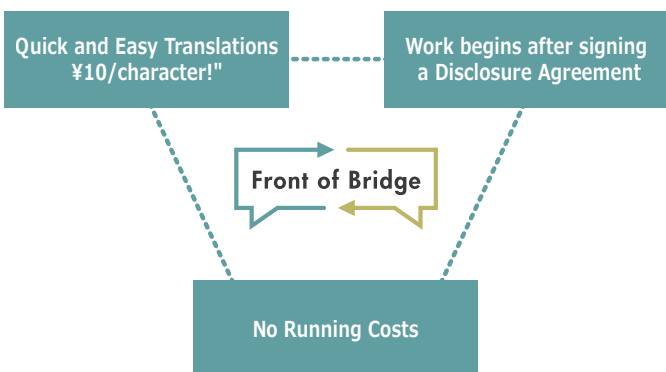 Quick and Easy Translations
¥10/character!"
Work begins after signing
a Disclosure Agreement
Front of Bridge
No Running Costs